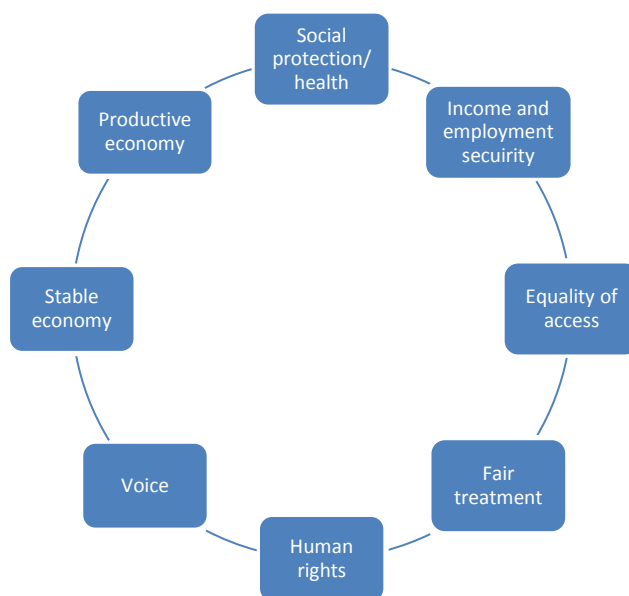 Social
protection/
health
Income and
employment
secuirity
Equality of
access
Fair
treatment
Human
rights
Voice
Stable
economy
Productive
economy